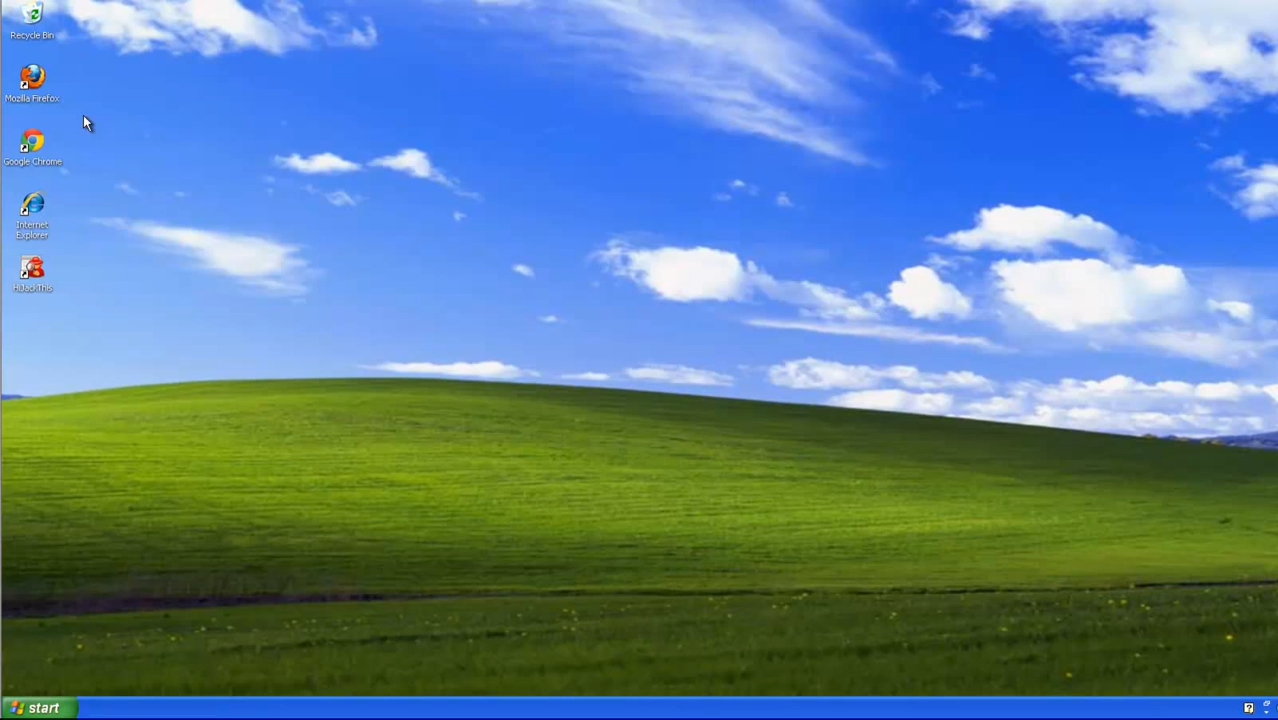 Recycle Bin
Mozilla Firefox
Google Chrome
Internet
Explorer
HiJackThis
start
?